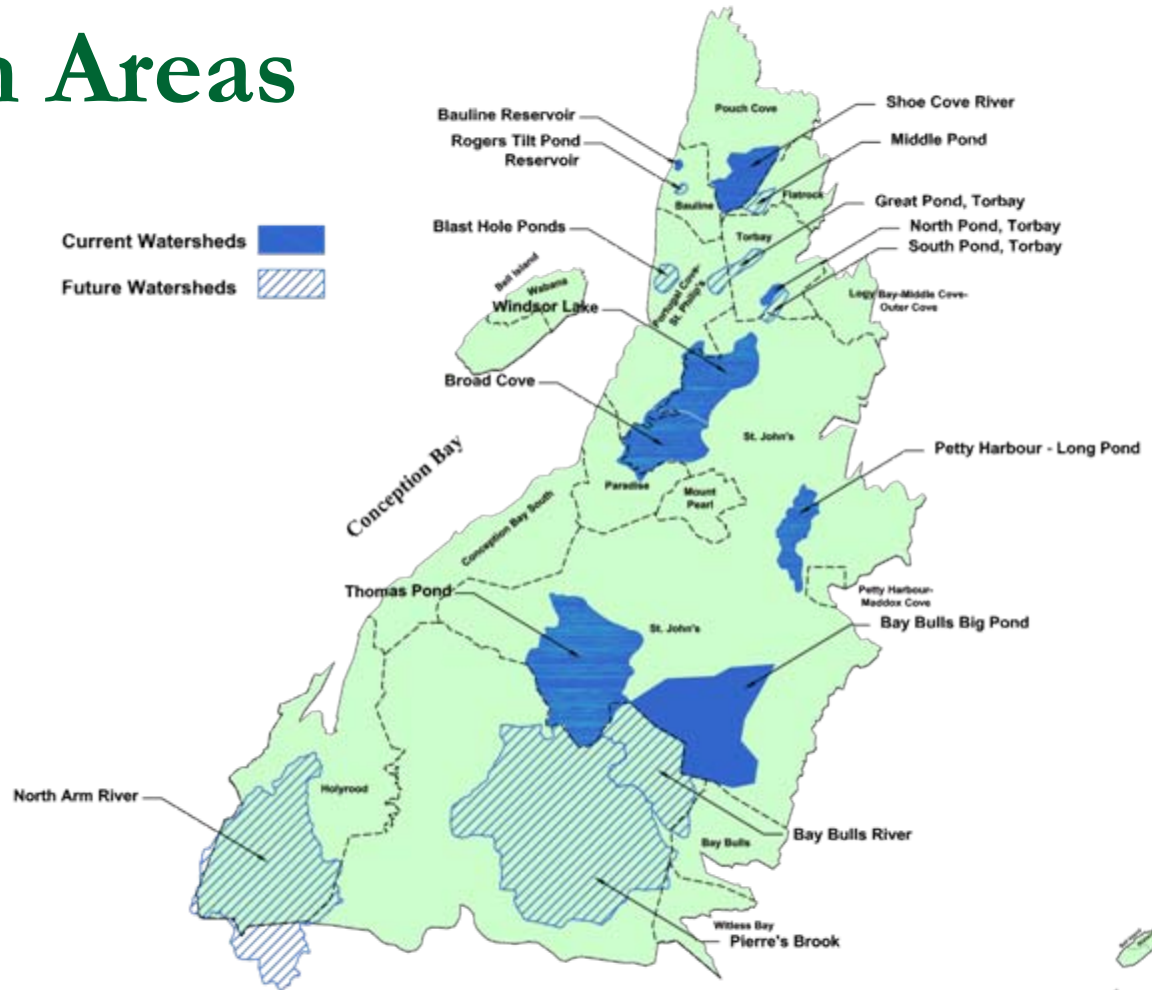 n Areas
Current Watersheds
Future Watersheds
Bauline Reservoir
Rogers Tilt Pond
Reservoir
Blast Hole Ponds
Windsor Lake
Broad Cove
Thomas Pond
North Arm River
Shoe Cove River
Middle Pond
Great Pond, Torbay
North Pond, Torbay
South Pond, Torbay
Petty Harbour - Long Pond
Bay Bulls Big Pond
Bay Bulls River
Pierre's Brook
Pouch Cove
Bauline
Flatrock
Torbay
Portugal Cove-
St. Philip's
Logy Bay-Middle Cove-
Outer Cove
Bell Island
Wabana
St. John's
Paradise
Mount
Pearl
Conception Bay
Conception Bay South
Petty Harbour-
Maddox Cove
St. John's
Holyrood
Bay Bulls
Witless Bay